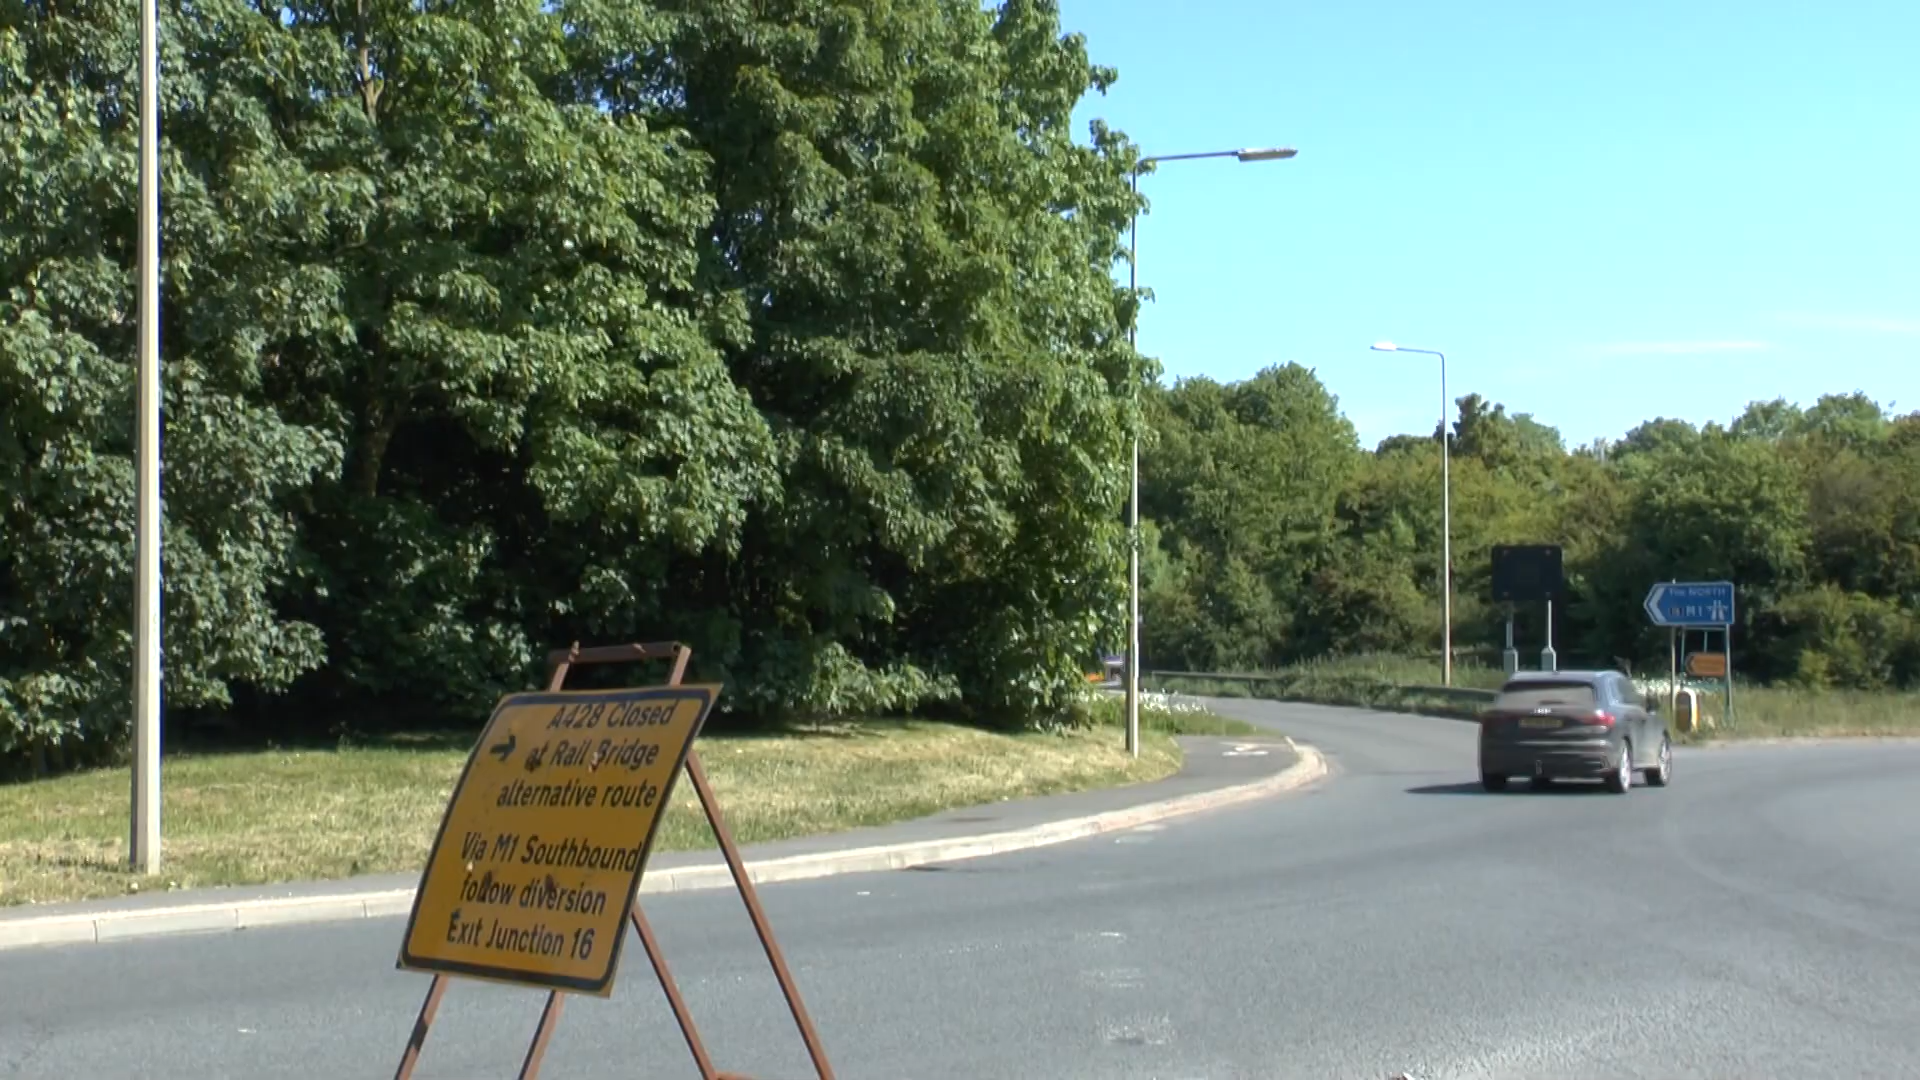 A428 Closed
at Rail Bridge
alternative route
Via M1 Southbound
follow diversion
Exit Junction 16
The NORTH
M1